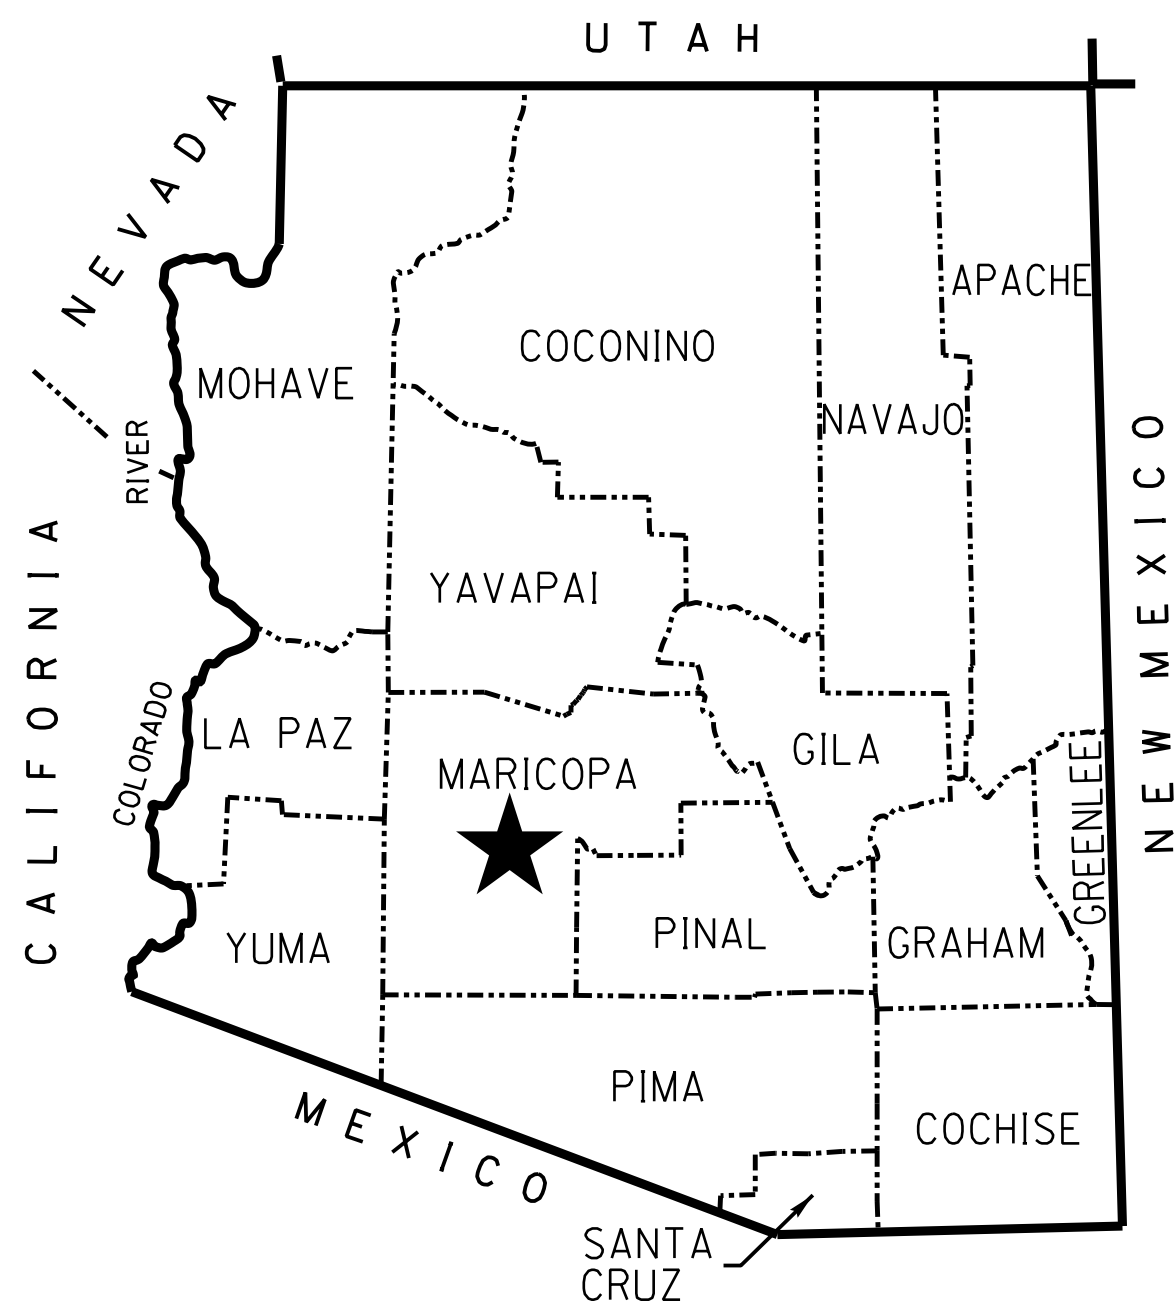 UTAH
NEVADA
APACHE
COCONINO
MOHAVE
NAVAJO
RIVER
CALIFORNIA
NEW MEXICO
YAVAPAI
COLORADO
LA PAZ
MARICOPA
GILA
GREENLEE
YUMA
PINAL
GRAHAM
PIMA
MEXICO
COCHISE
SANTA
CRUZ